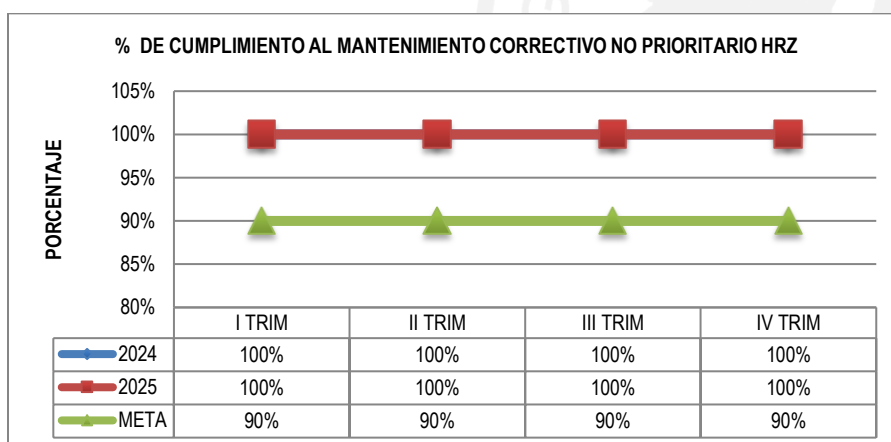 % DE CUMPLIMIENTO AL MANTENIMIENTO CORRECTIVO NO PRIORITARIO HRZ
PORCENTAJE
105%
100%
95%
90%
85%
80%
I TRIM II TRIM III TRIM IV TRIM
2024 100% 100% 100% 100%
2025 100% 100% 100% 100%
META 90% 90% 90% 90%